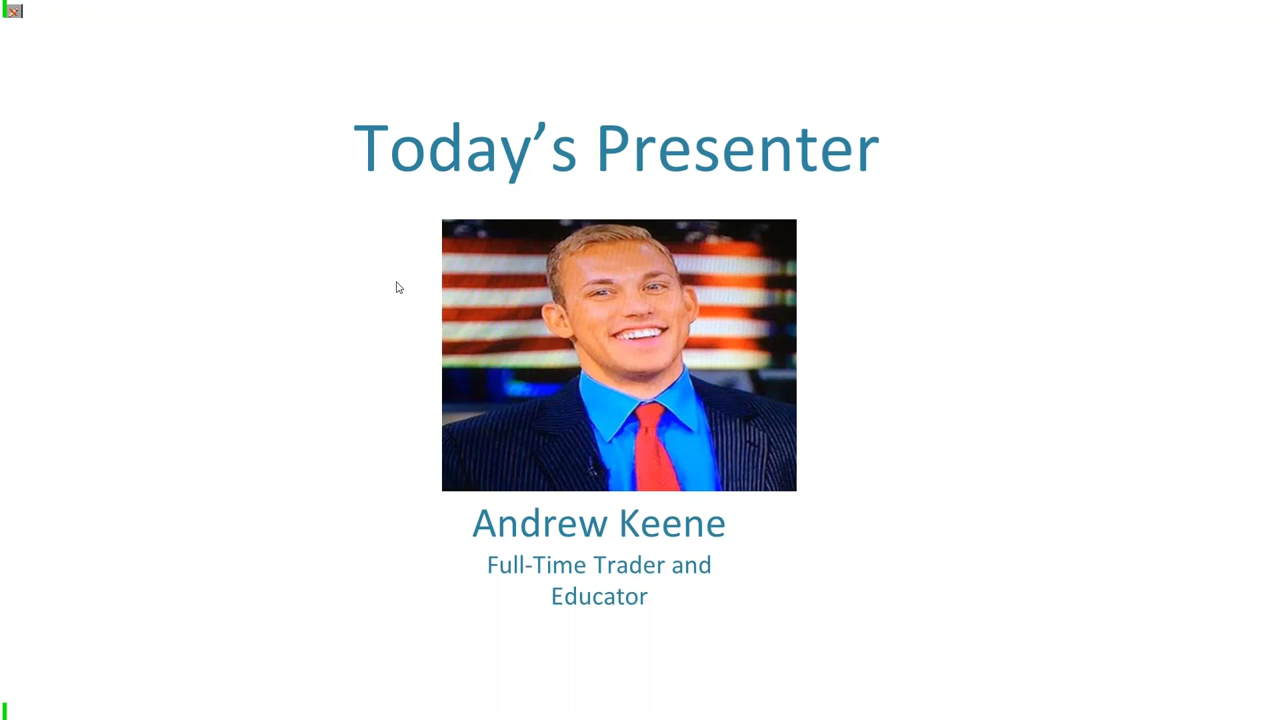 Today’s Presenter
Andrew Keene
Full-Time Trader and
Educator